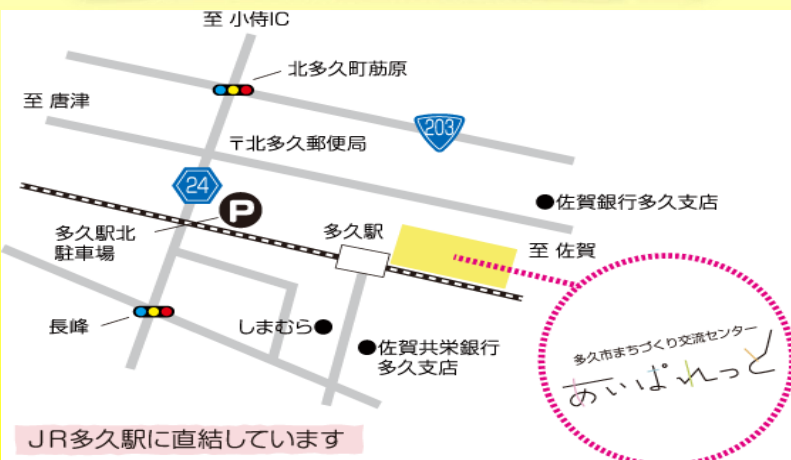 至 小侍IC
北多久町莇原
至 唐津
203
〒北多久郵便局
24
P
佐賀銀行多久支店
多久駅北
駐車場
多久駅
至 佐賀
長峰
しまむら
佐賀共栄銀行
多久支店
多久市まちづくり交流センター
あいぱれっと
JR多久駅に直結しています